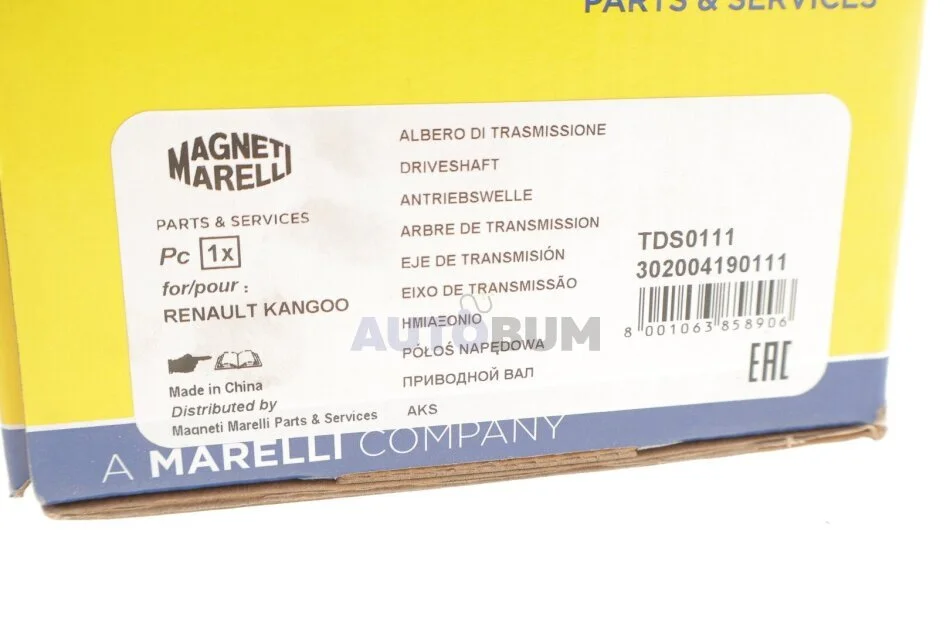 PARTS & SERVICES
MAGNETI
MARELLI
PARTS & SERVICES
Pc 1x
for/pour :
RENAULT KANGOO
Made in China
Distributed by
Magneti Marelli Parts & Services
ALBERO DI TRASMISSIONE
DRIVESHAFT
ANTRIEBSWELLE
ARBRE DE TRANSMISSION
EJE DE TRANSMISIÓN
EIXO DE TRANSMISSÃO
ΗΜΙΑΞΟΝΙΟ
PÓŁOŚ NAPĘDOWA
ПРИВОДНОЙ ВАЛ
AKS
TDS0111
302004190111
8 001063 858906
EAC
AUTOBUM
A MARELLI COMPANY